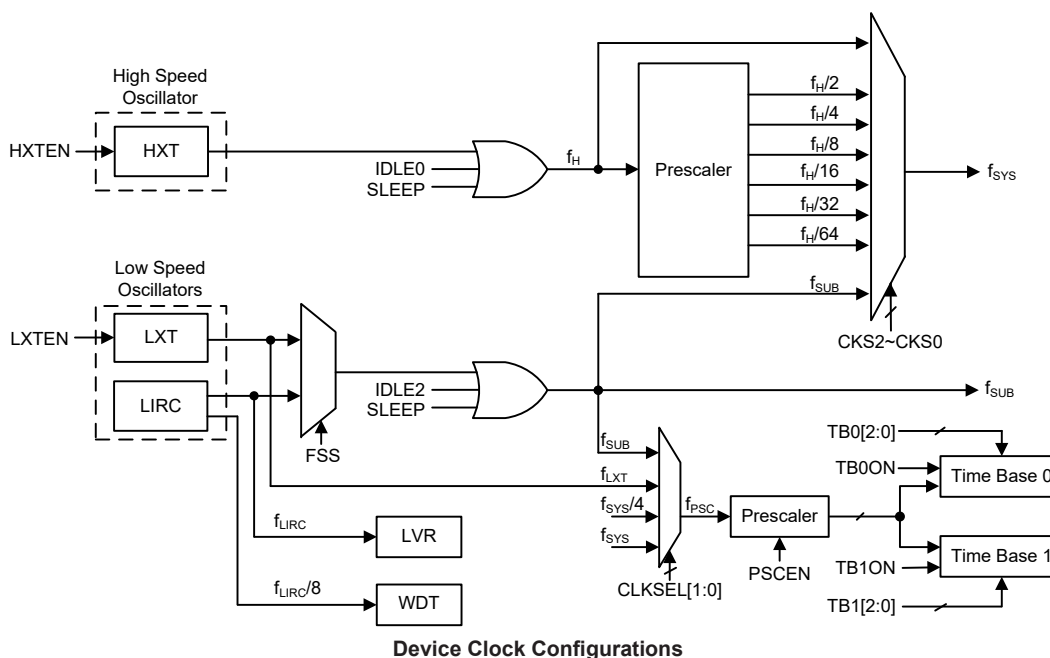 High Speed
Oscillator
HXTEN
HXT
IDLE0
SLEEP
fH
Prescaler
fH/2
fH/4
fH/8
fH/16
fH/32
fH/64
fSUB
fSYS
CKS2~CKS0
Low Speed
Oscillators
LXTEN
LXT
LIRC
FSS
IDLE2
SLEEP
fSUB
fSUB
fLXT
fSYS/4
fSYS
CLKSEL[1:0]
fPSC
Prescaler
PSCEN
TB0[2:0]
TB0ON
Time Base 0
Time Base 1
TB1ON
TB1[2:0]
fLIRC
LVR
fLIRC/8
WDT
Device Clock Configurations